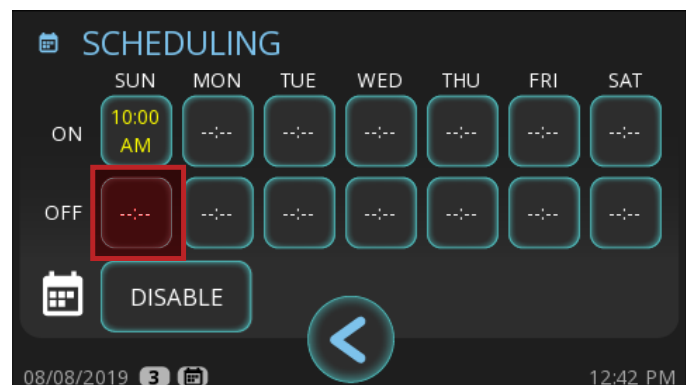 SCHEDULING
SUN MON TUE WED THU FRI SAT
ON 10:00 AM --:-- --:-- --:-- --:-- --:-- --:--
OFF --:-- --:-- --:-- --:-- --:-- --:-- --:--
DISABLE
08/08/2019 3 12:42 PM